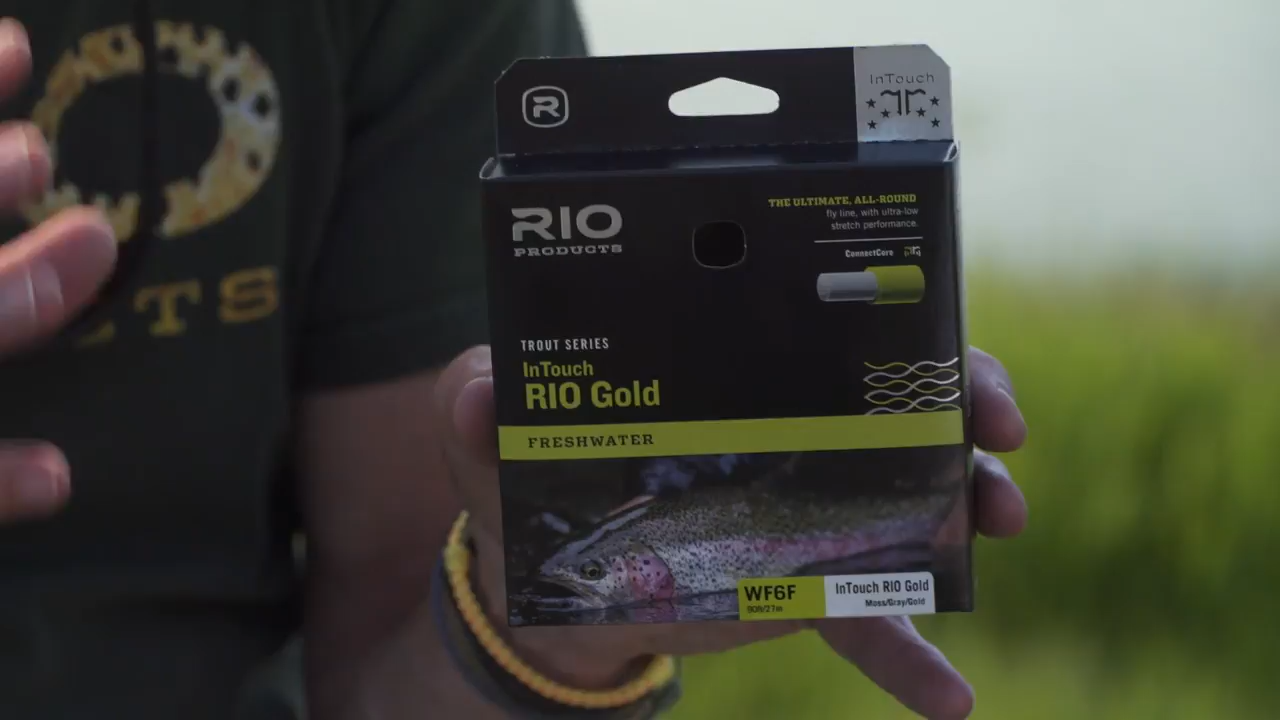 R
InTouch
RIO
PRODUCTS
THE ULTIMATE, ALL-ROUND
fly line, with ultra-low
stretch performance.
ConnectCore
TROUT SERIES
InTouch
RIO Gold
FRESHWATER
WF6F
90ft/27m
InTouch RIO Gold
Moss/Gray/Gold
TS